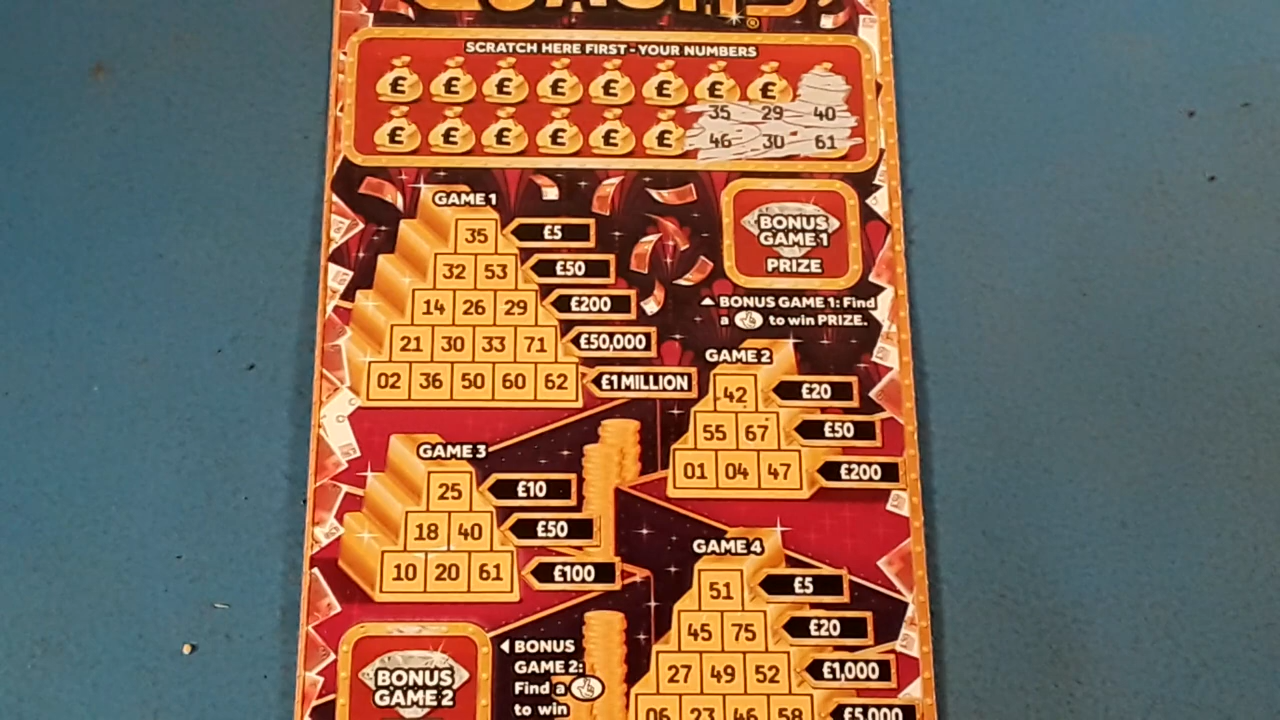 SCRATCH HERE FIRST - YOUR NUMBERS
£ £ £ £ £ £ £ £
35 29 40
£ £ £ £ £ £
46 30 61
GAME 1
35 £5
32 53 £50
14 26 29 £200
21 30 33 71 £50,000
02 36 50 60 62 £1 MILLION
BONUS
GAME 1
PRIZE
BONUS GAME 1: Find
a to win PRIZE.
GAME 2
42 £20
55 67 £50
01 04 47 £200
GAME 3
25 £10
18 40 £50
10 20 61 £100
GAME 4
51 £5
45 75 £20
27 49 52 £1,000
06 23 46 58 £5,000
BONUS
GAME 2
BONUS
GAME 2:
Find a
to win